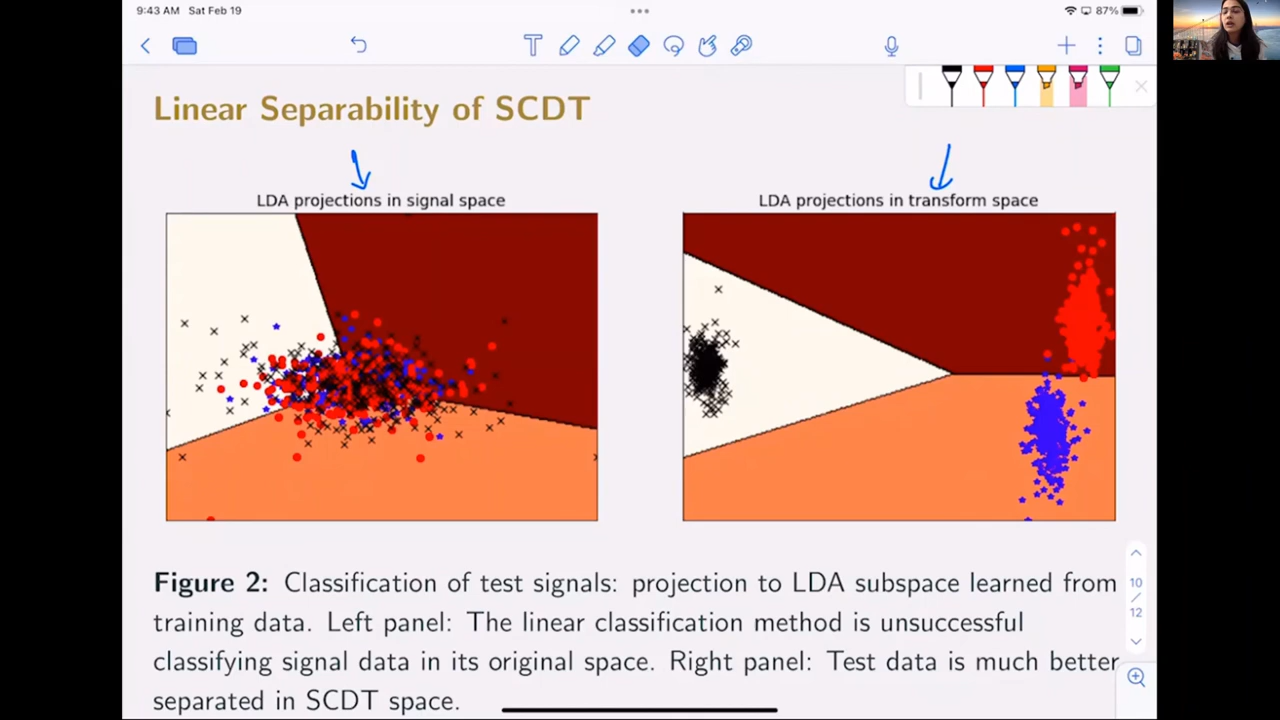 9:43 AM Sat Feb 19
87%
T
Linear Separability of SCDT
LDA projections in signal space
LDA projections in transform space
Figure 2: Classification of test signals: projection to LDA subspace learned from
training data. Left panel: The linear classification method is unsuccessful
classifying signal data in its original space. Right panel: Test data is much better
separated in SCDT space.
10
/
12